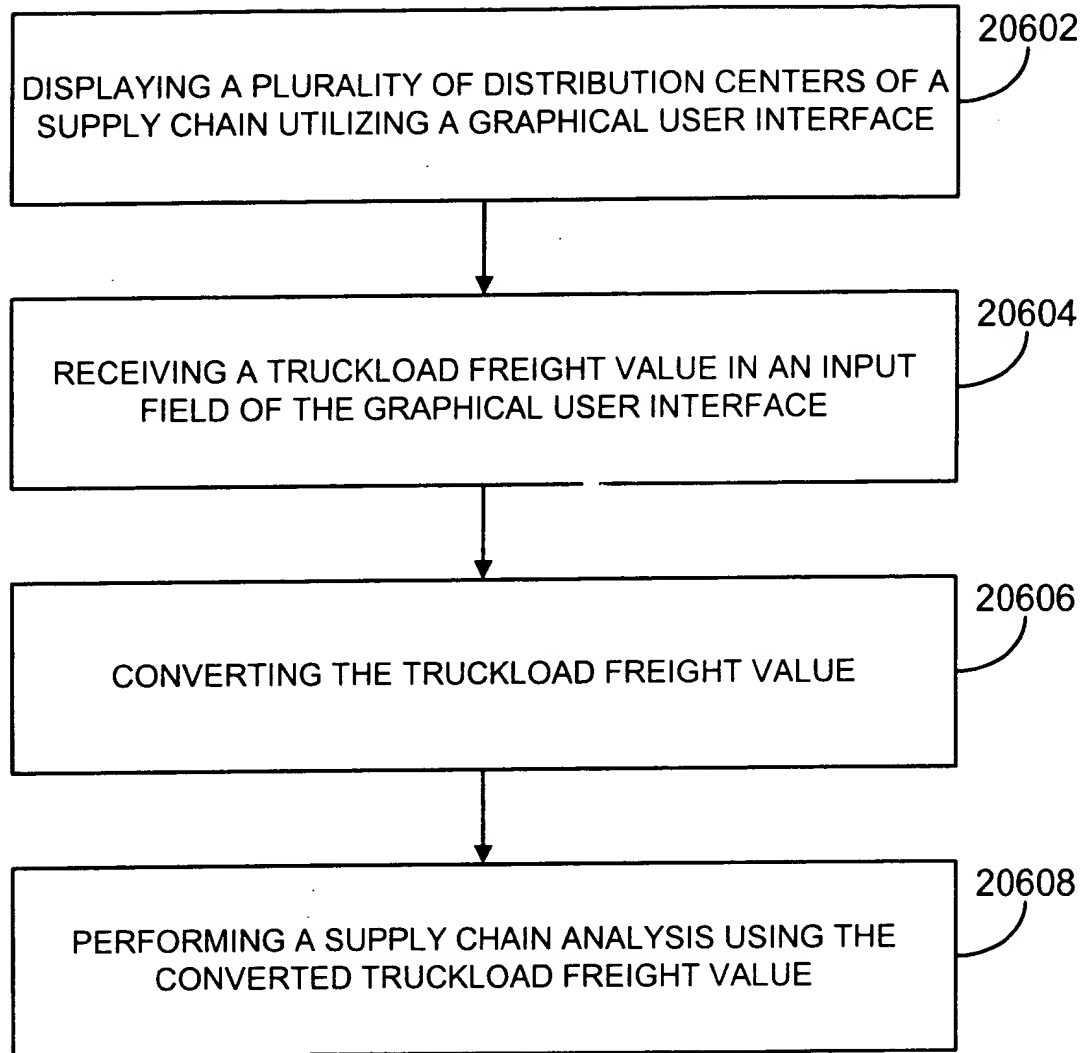 20602
DISPLAYING A PLURALITY OF DISTRIBUTION CENTERS OF A
SUPPLY CHAIN UTILIZING A GRAPHICAL USER INTERFACE
20604
RECEIVING A TRUCKLOAD FREIGHT VALUE IN AN INPUT
FIELD OF THE GRAPHICAL USER INTERFACE
20606
CONVERTING THE TRUCKLOAD FREIGHT VALUE
20608
PERFORMING A SUPPLY CHAIN ANALYSIS USING THE
CONVERTED TRUCKLOAD FREIGHT VALUE